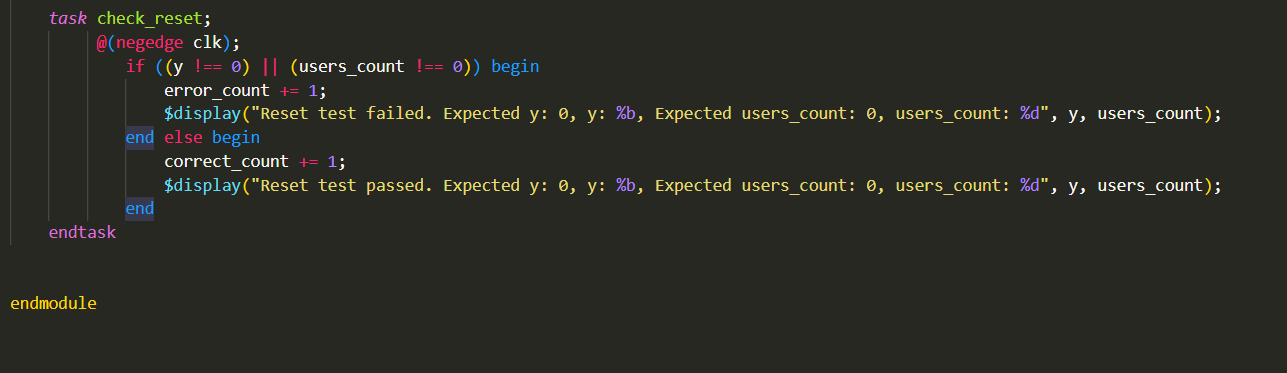 task check_reset;
@(negedge clk);
if ((y !== 0) || (users_count !== 0)) begin
error_count += 1;
$display("Reset test failed. Expected y: 0, y: %b, Expected users_count: 0, users_count: %d", y, users_count);
end else begin
correct_count += 1;
$display("Reset test passed. Expected y: 0, y: %b, Expected users_count: 0, users_count: %d", y, users_count);
end
endtask
endmodule